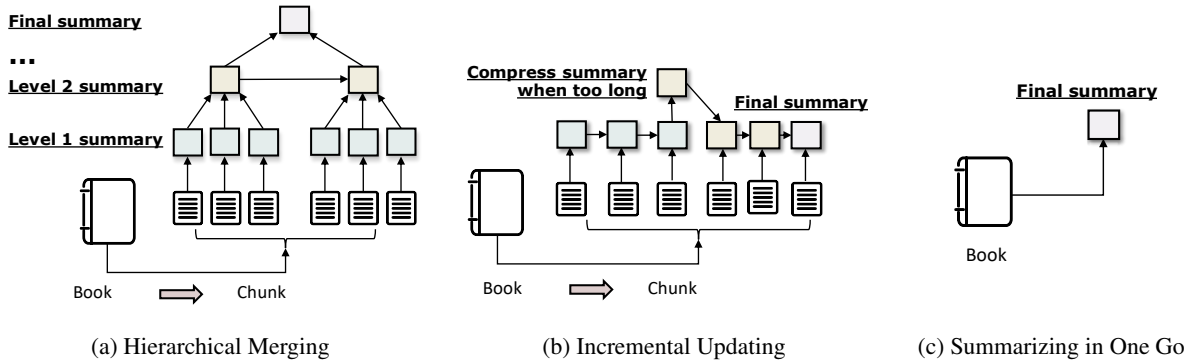 Final summary
...
Level 2 summary
Level 1 summary
Book
Chunk
(a) Hierarchical Merging
Compress summary
when too long
Final summary
Book
Chunk
(b) Incremental Updating
Final summary
Book
(c) Summarizing in One Go